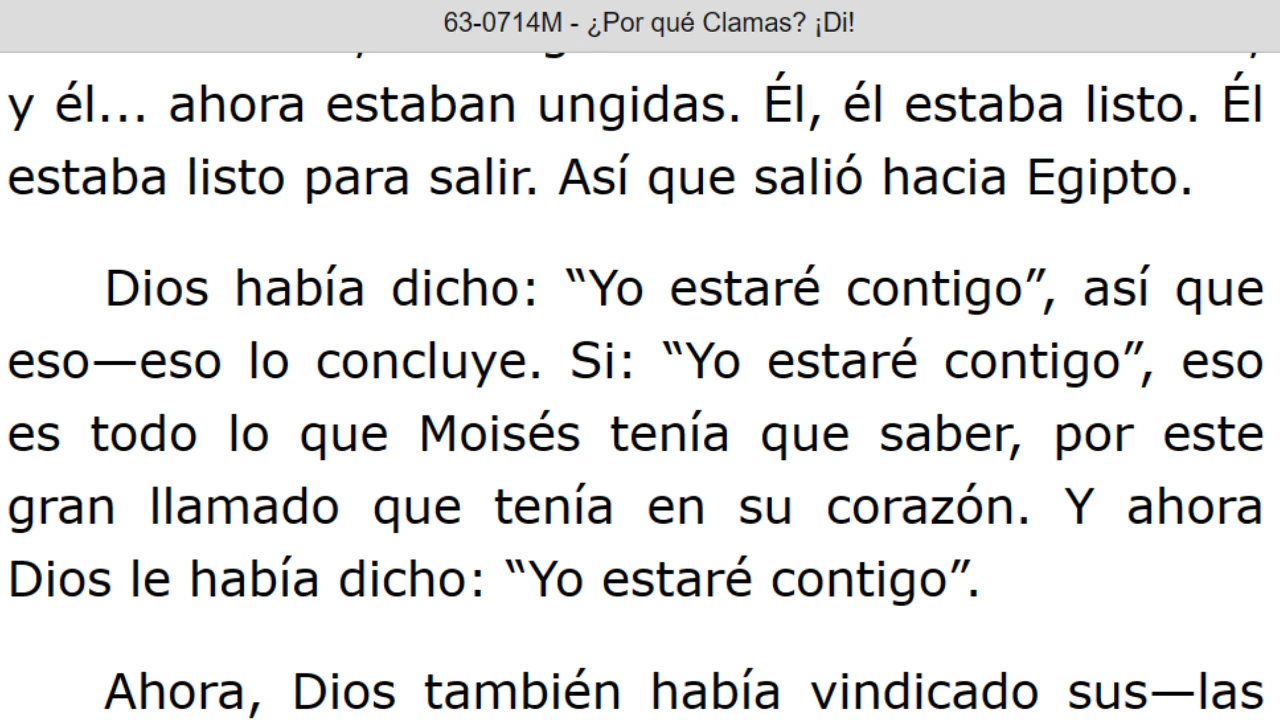 63-0714M - ¿Por qué Clamas? ¡Di!
y él... ahora estaban ungidas. Él, él estaba listo. Él
estaba listo para salir. Así que salió hacia Egipto.
Dios había dicho: “Yo estaré contigo”, así que
eso—eso lo concluye. Si: “Yo estaré contigo”, eso
es todo lo que Moisés tenía que saber, por este
gran llamado que tenía en su corazón. Y ahora
Dios le había dicho: “Yo estaré contigo”.
Ahora, Dios también había vindicado sus—las